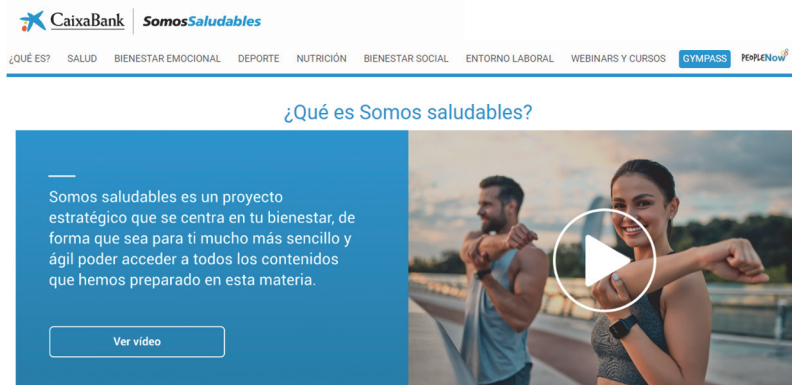 CaixaBank SomosSaludables
¿QUÉ ES? SALUD BIENESTAR EMOCIONAL DEPORTE NUTRICIÓN BIENESTAR SOCIAL ENTORNO LABORAL WEBINARS Y CURSOS GYMPASS PEOPLENow
¿Qué es Somos saludables?
Somos saludables es un proyecto
estratégico que se centra en tu bienestar, de
forma que sea para ti mucho más sencillo y
ágil poder acceder a todos los contenidos
que hemos preparado en esta materia.
Ver vídeo